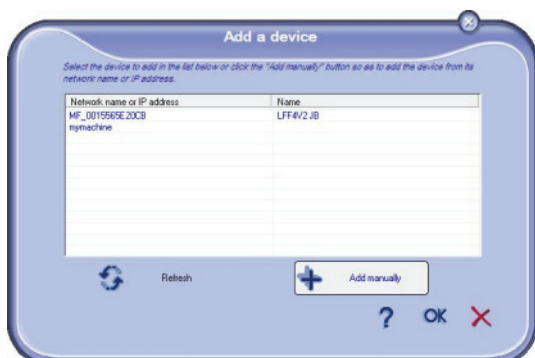 Add a device
Select the device to add in the list below or click the "Add manually" button so as to add the device from its
network name or IP address.
Network name or IP address Name
MF_0015565E20CB LFF4V2 JB
mymachine
Refresh Add manually
? OK